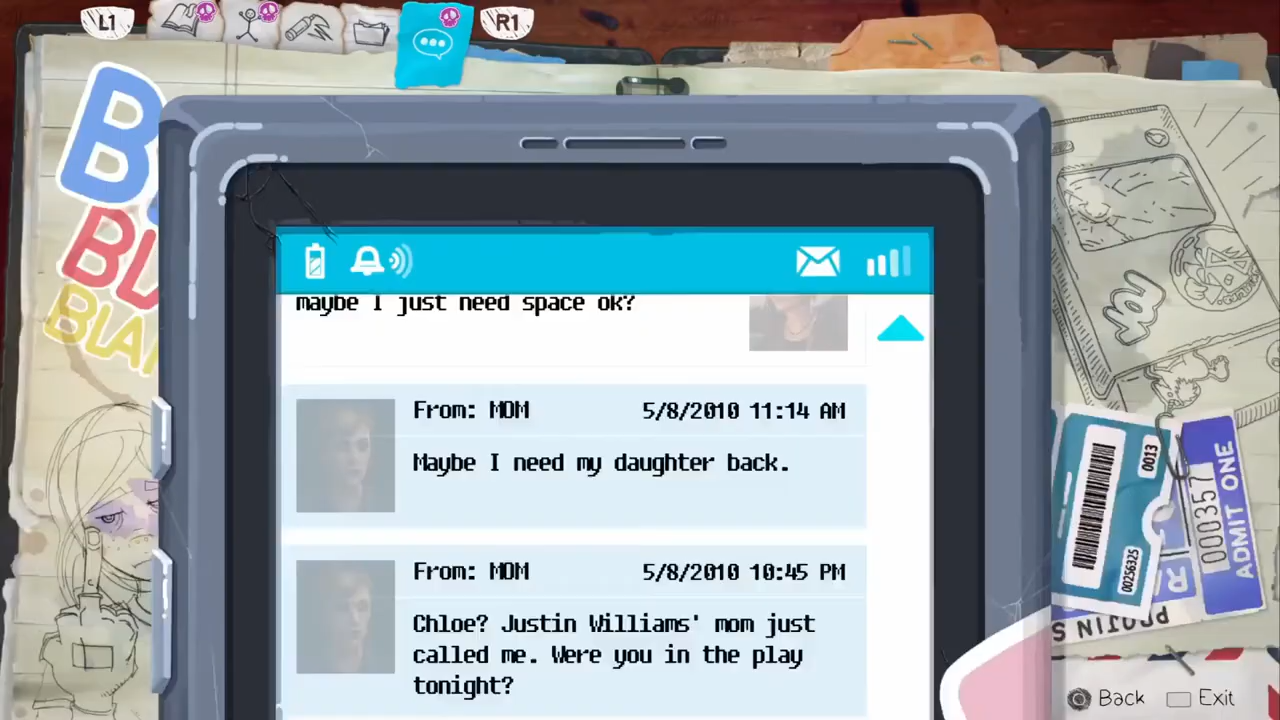 L1
R1
maybe I just need space ok?
From: MOM 5/8/2010 11:14 AM
Maybe I need my daughter back.
From: MOM 5/8/2010 10:45 PM
Chloe? Justin Williams' mom just
called me. Were you in the play
tonight?
0013
00256325
000357
ADMIT ONE
Back
Exit